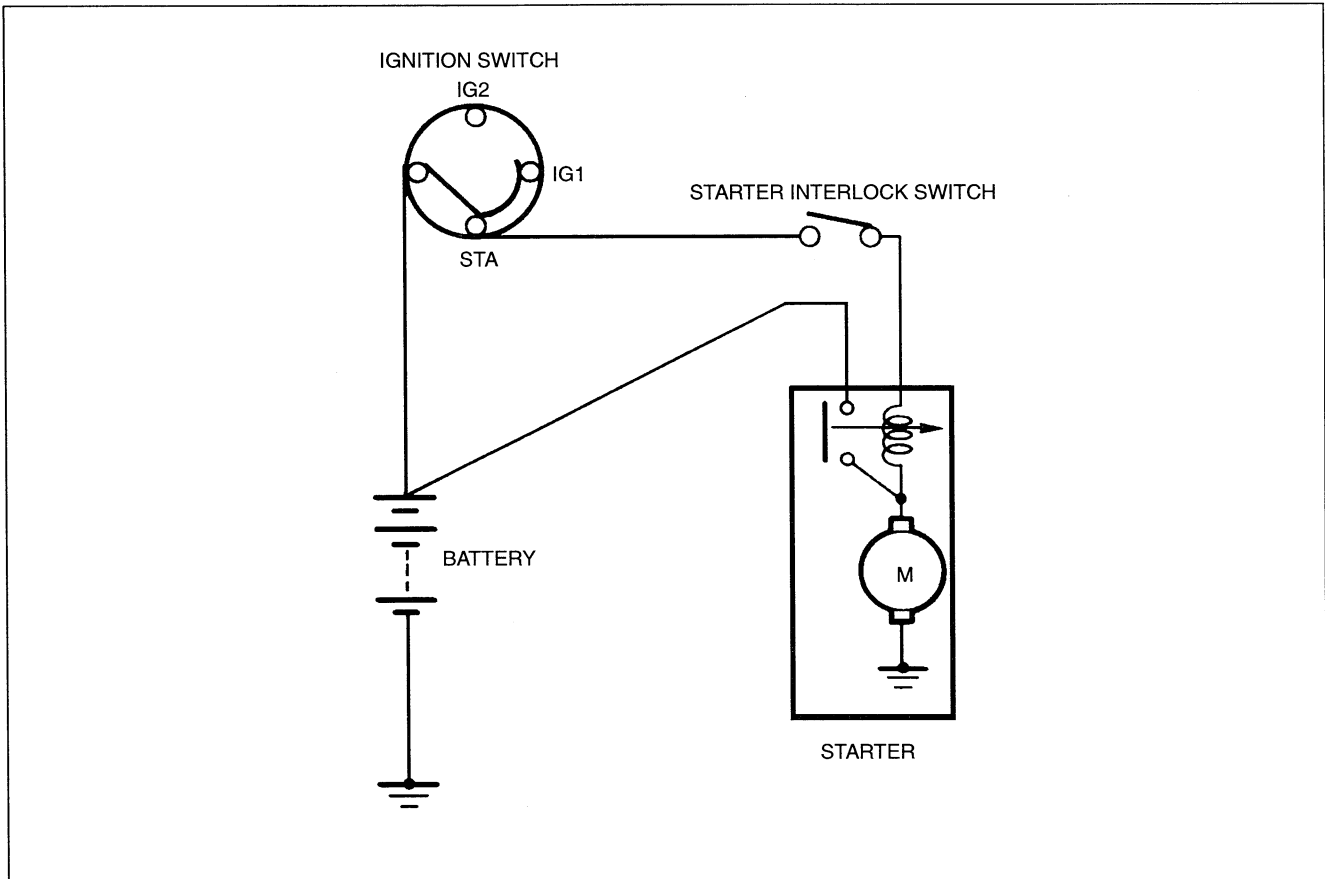 IGNITION SWITCH
IG2
IG1
STARTER INTERLOCK SWITCH
STA
BATTERY
M
STARTER